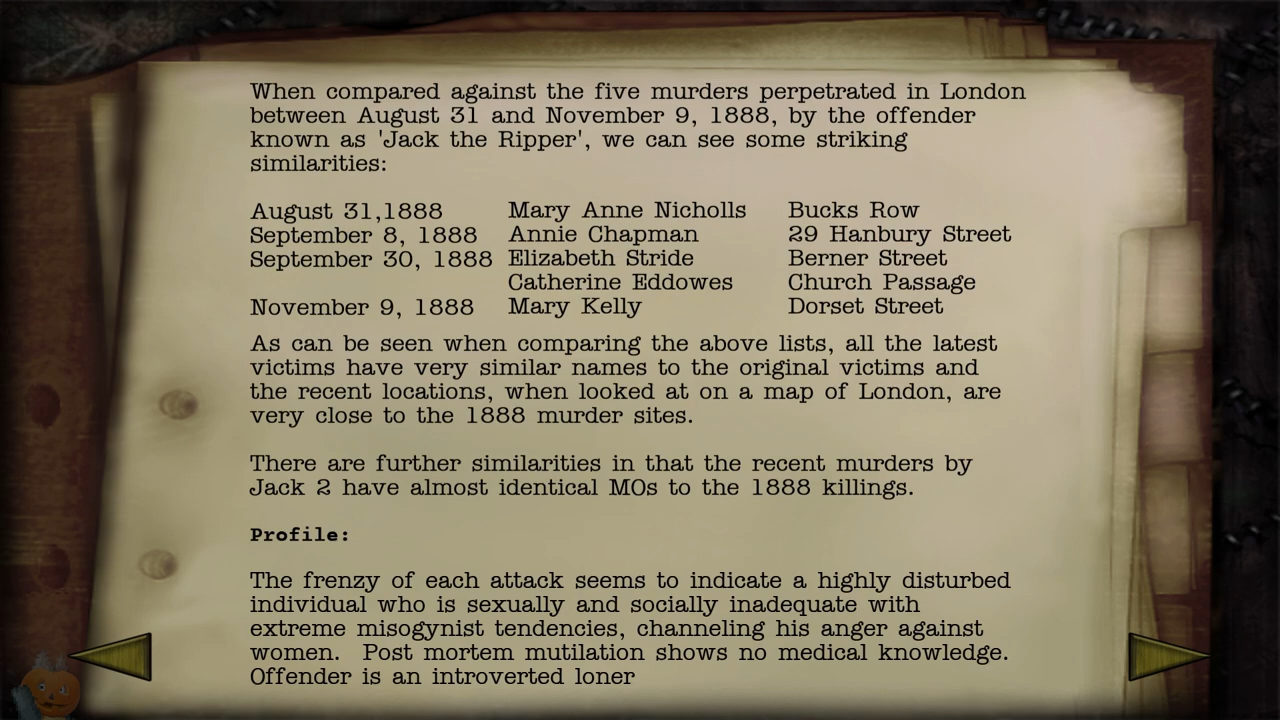 When compared against the five murders perpetrated in London
between August 31 and November 9, 1888, by the offender
known as 'Jack the Ripper', we can see some striking
similarities:
August 31,1888 Mary Anne Nicholls Bucks Row
September 8, 1888 Annie Chapman 29 Hanbury Street
September 30, 1888 Elizabeth Stride Berner Street
Catherine Eddowes Church Passage
November 9, 1888 Mary Kelly Dorset Street
As can be seen when comparing the above lists, all the latest
victims have very similar names to the original victims and
the recent locations, when looked at on a map of London, are
very close to the 1888 murder sites.
There are further similarities in that the recent murders by
Jack 2 have almost identical MOs to the 1888 killings.
Profile:
The frenzy of each attack seems to indicate a highly disturbed
individual who is sexually and socially inadequate with
extreme misogynist tendencies, channeling his anger against
women.  Post mortem mutilation shows no medical knowledge.
Offender is an introverted loner